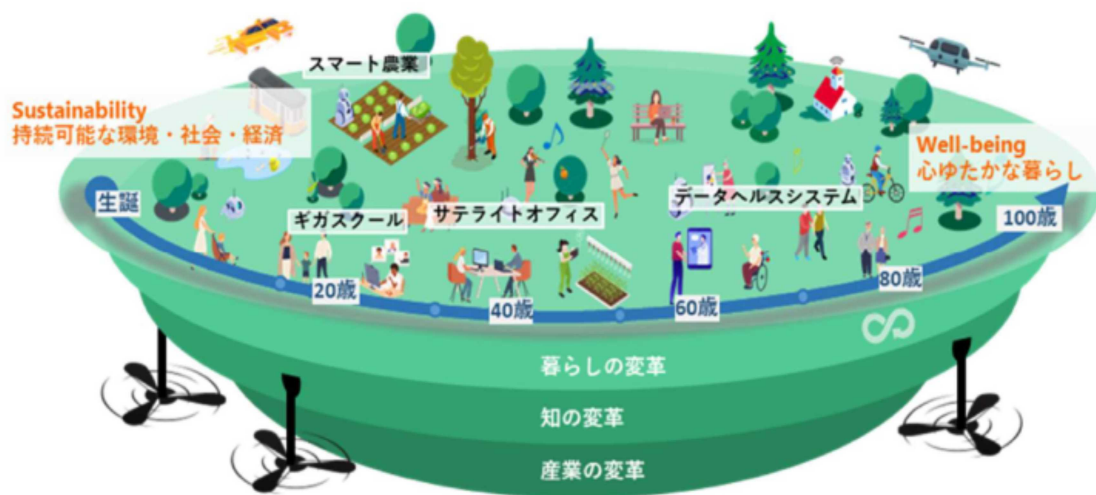 スマート農業
Sustainability
持続可能な環境・社会・経済
Well-being
心ゆたかな暮らし
生誕
ギガスクール
サテライトオフィス
データヘルスシステム
100歳
20歳
40歳
60歳
80歳
暮らしの変革
知の変革
産業の変革